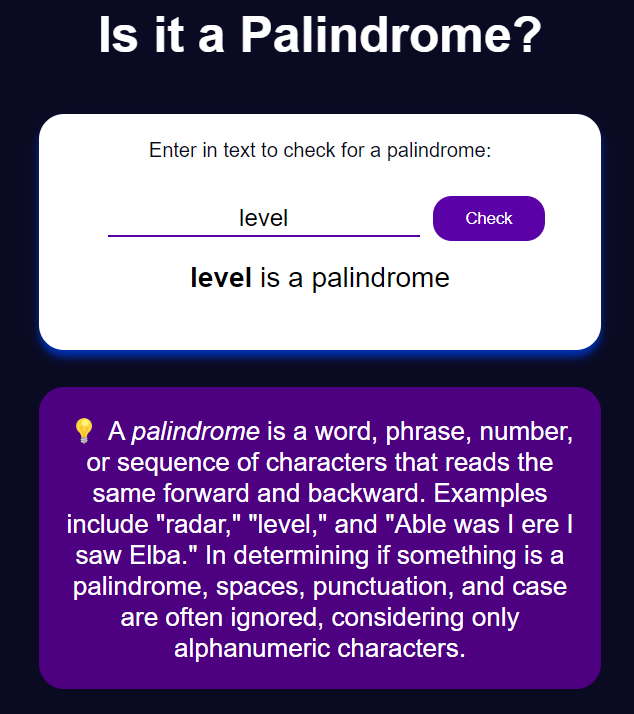 Is it a Palindrome?
Enter in text to check for a palindrome:
level
Check
level is a palindrome
💡 A palindrome is a word, phrase, number,
or sequence of characters that reads the
same forward and backward. Examples
include "radar," "level," and "Able was I ere I
saw Elba." In determining if something is a
palindrome, spaces, punctuation, and case
are often ignored, considering only
alphanumeric characters.